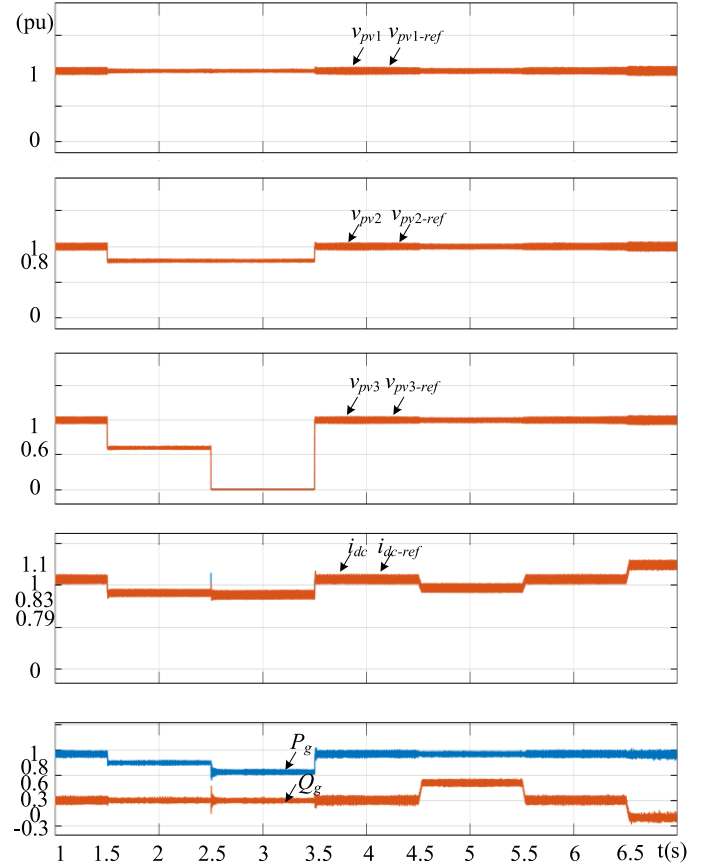 (pu)
v_pv1 v_pv1-ref
1
0
v_pv2 v_pv2-ref
1
0.8
0
v_pv3 v_pv3-ref
1
0.6
0
i_dc i_dc-ref
1.1
1
0.83
0.79
0
P_g
1
0.8
0.6
Q_g
0.3
0
-0.3
1 1.5 2 2.5 3 3.5 4 4.5 5 5.5 6 6.5 t(s)